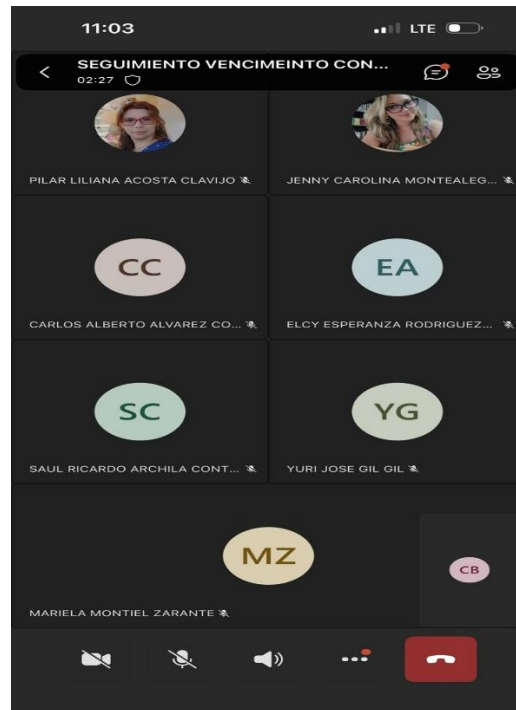 11:03
LTE
SEGUIMIENTO VENCIMEINTO CON...
02:27
PILAR LILIANA ACOSTA CLAVIJO
JENNY CAROLINA MONTEALEG...
CC
EA
CARLOS ALBERTO ALVAREZ CO...
ELCY ESPERANZA RODRIGUEZ...
SC
YG
SAUL RICARDO ARCHILA CONT...
YURI JOSE GIL GIL
MZ
CB
MARIELA MONTIEL ZARANTE